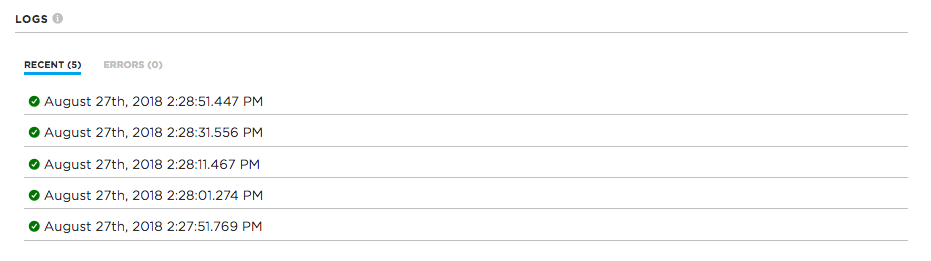 LOGS
RECENT (5) ERRORS (0)
August 27th, 2018 2:28:51.447 PM
August 27th, 2018 2:28:31.556 PM
August 27th, 2018 2:28:11.467 PM
August 27th, 2018 2:28:01.274 PM
August 27th, 2018 2:27:51.769 PM